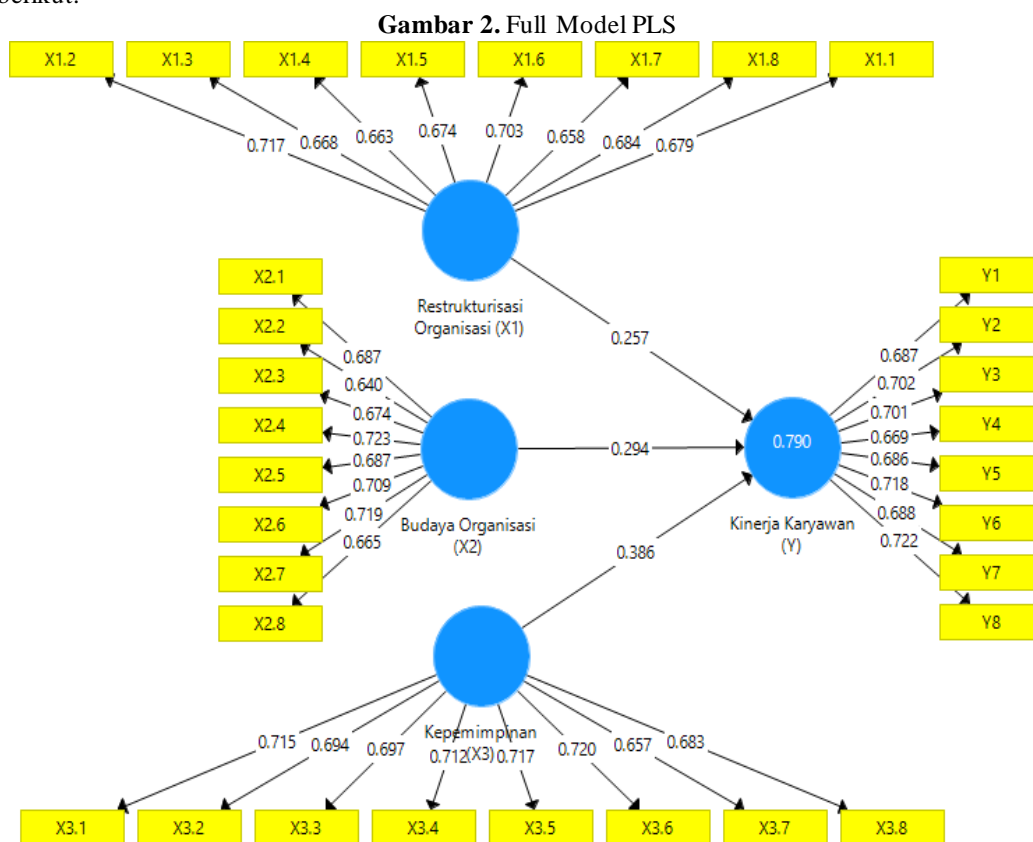 berikut:
Gambar 2. Full Model PLS
X1.2 X1.3 X1.4 X1.5 X1.6 X1.7 X1.8 X1.1
0.717 0.668 0.663 0.674 0.703 0.658 0.684 0.679
Restrukturisasi
Organisasi (X1)
0.257
X2.1
X2.2
X2.3
X2.4
X2.5
X2.6
X2.7
X2.8
0.687
0.640
0.674
0.723
0.687
0.709
0.719
0.665
Budaya Organisasi
(X2)
0.294
0.790
Kinerja Karyawan
(Y)
0.687
0.702
0.701
0.669
0.686
0.718
0.688
0.722
Y1
Y2
Y3
Y4
Y5
Y6
Y7
Y8
0.386
Kepemimpinan
(X3)
0.715 0.694 0.697 0.712 0.717 0.720 0.657 0.683
X3.1 X3.2 X3.3 X3.4 X3.5 X3.6 X3.7 X3.8